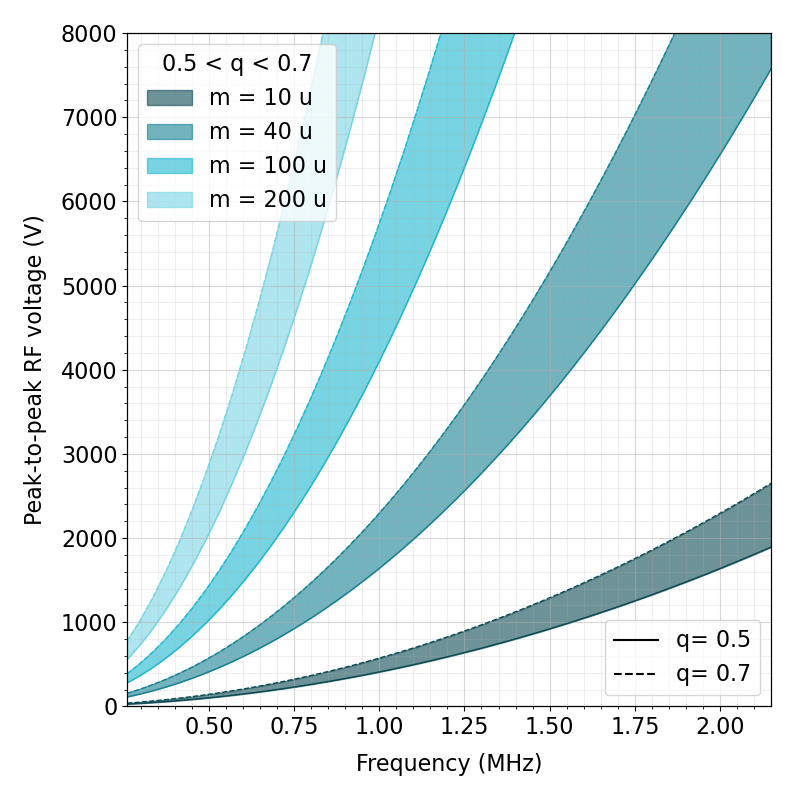 8000
7000
6000
5000
4000
3000
2000
1000
0
Peak-to-peak RF voltage (V)
0.5 < q < 0.7
m = 10 u
m = 40 u
m = 100 u
m = 200 u
q= 0.5
q= 0.7
0.50 0.75 1.00 1.25 1.50 1.75 2.00
Frequency (MHz)